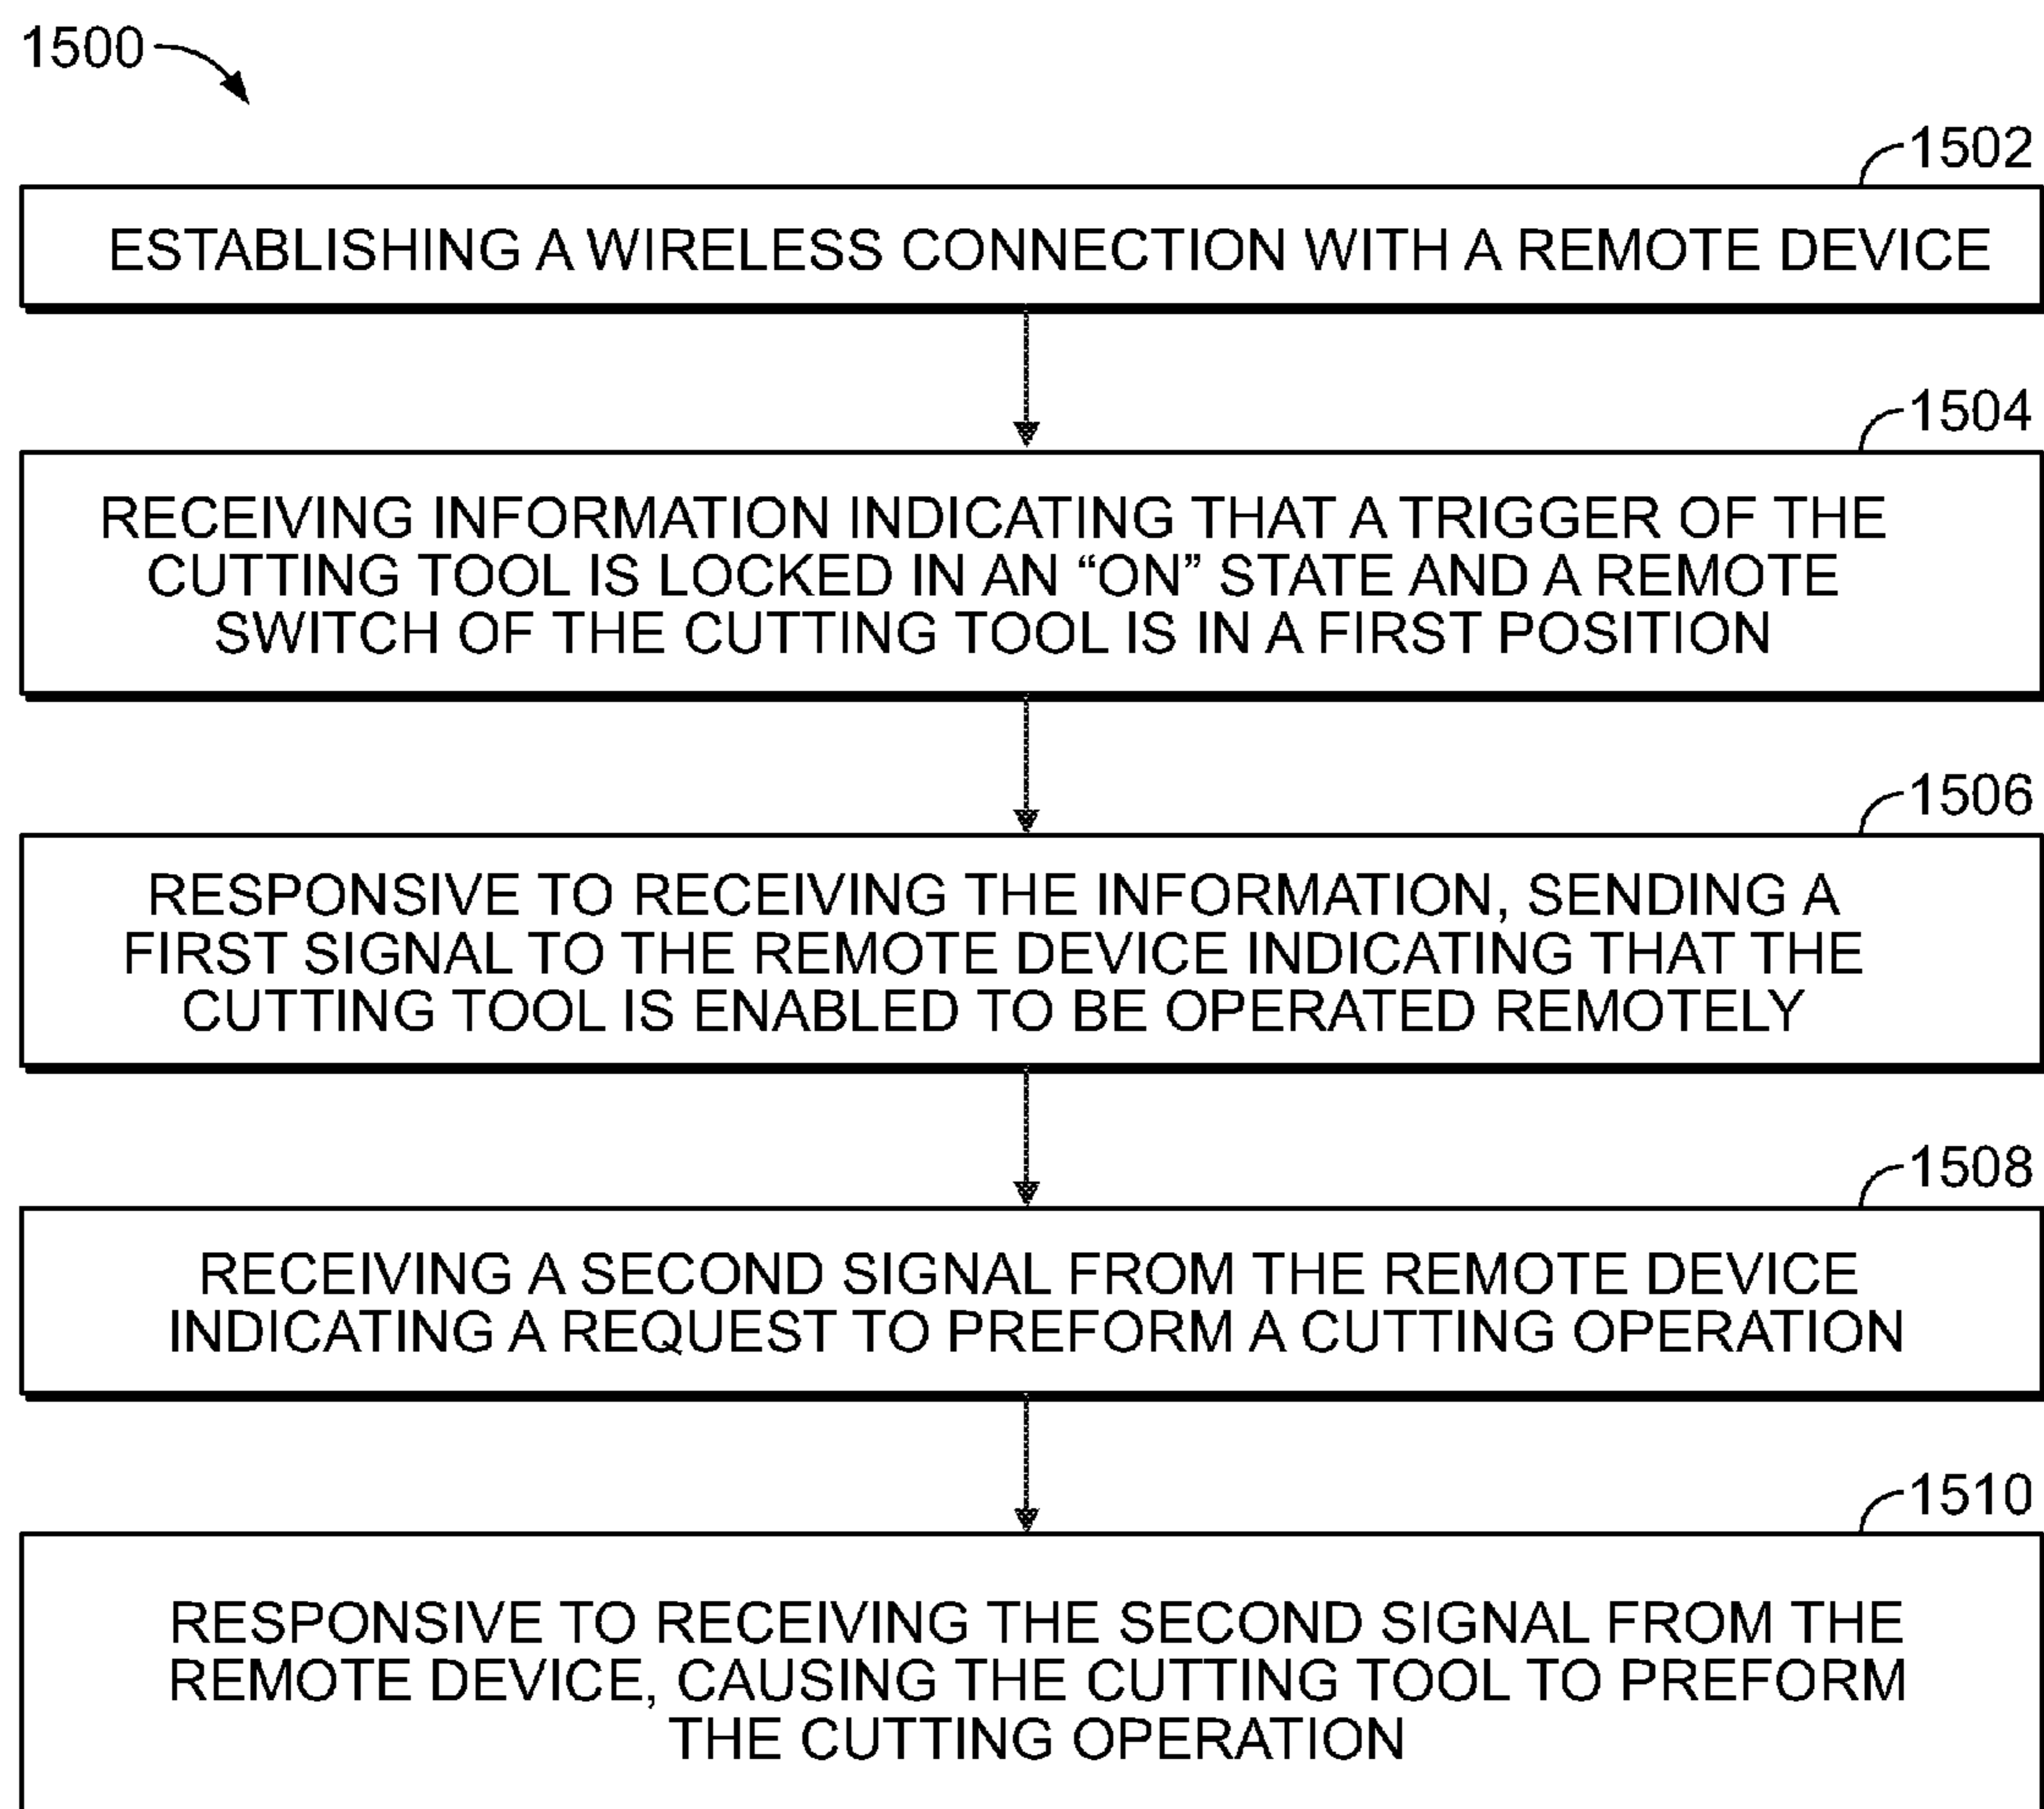 1500
1502
ESTABLISHING A WIRELESS CONNECTION WITH A REMOTE DEVICE
1504
RECEIVING INFORMATION INDICATING THAT A TRIGGER OF THE
CUTTING TOOL IS LOCKED IN AN “ON” STATE AND A REMOTE
SWITCH OF THE CUTTING TOOL IS IN A FIRST POSITION
1506
RESPONSIVE TO RECEIVING THE INFORMATION, SENDING A
FIRST SIGNAL TO THE REMOTE DEVICE INDICATING THAT THE
CUTTING TOOL IS ENABLED TO BE OPERATED REMOTELY
1508
RECEIVING A SECOND SIGNAL FROM THE REMOTE DEVICE
INDICATING A REQUEST TO PREFORM A CUTTING OPERATION
1510
RESPONSIVE TO RECEIVING THE SECOND SIGNAL FROM THE
REMOTE DEVICE, CAUSING THE CUTTING TOOL TO PREFORM
THE CUTTING OPERATION